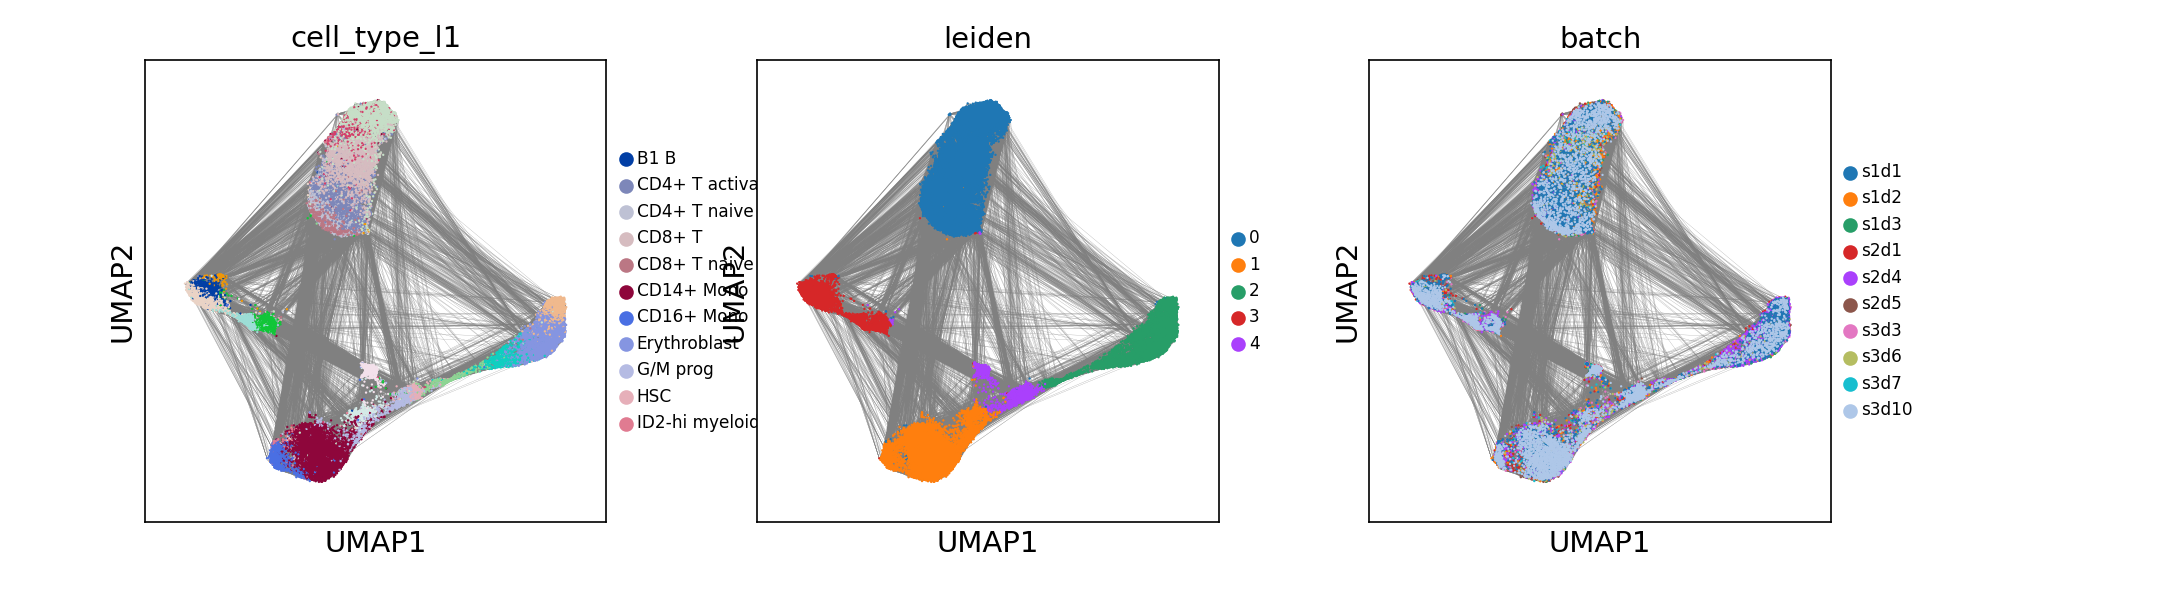 cell_type_l1
UMAP2
UMAP1
B1 B
CD4+ T activa
CD4+ T naive
CD8+ T
CD8+ T naive
CD14+ Mono
CD16+ Mono
Erythroblast
G/M prog
HSC
ID2-hi myeloid
leiden
UMAP2
UMAP1
0
1
2
3
4
batch
UMAP2
UMAP1
s1d1
s1d2
s1d3
s2d1
s2d4
s2d5
s3d3
s3d6
s3d7
s3d10